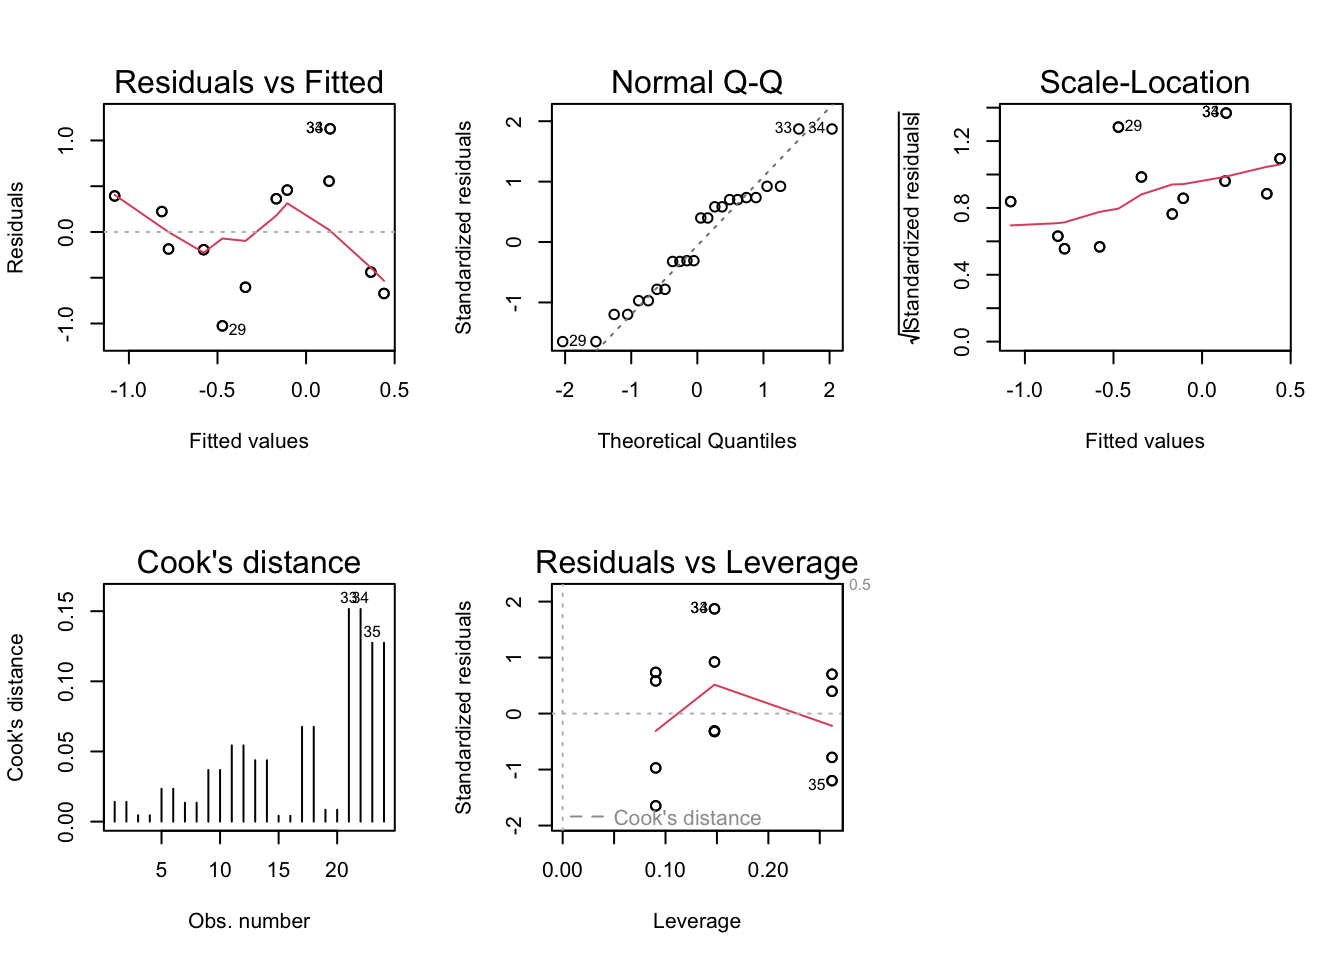 Residuals vs Fitted
Residuals
1.0
0.0
-1.0
34
29
-1.0 -0.5 0.0 0.5
Fitted values
Normal Q-Q
Standardized residuals
2
1
0
-1
33 34
29
-2 -1 0 1 2
Theoretical Quantiles
Scale-Location
√|Standardized residuals|
1.2
0.8
0.4
0.0
29
34
-1.0 -0.5 0.0 0.5
Fitted values
Cook's distance
Cook's distance
0.15
0.10
0.05
0.00
33 34
35
5 10 15 20
Obs. number
Residuals vs Leverage
Standardized residuals
2
1
0
-1
-2
0.5
34
35
Cook's distance
0.00 0.10 0.20
Leverage